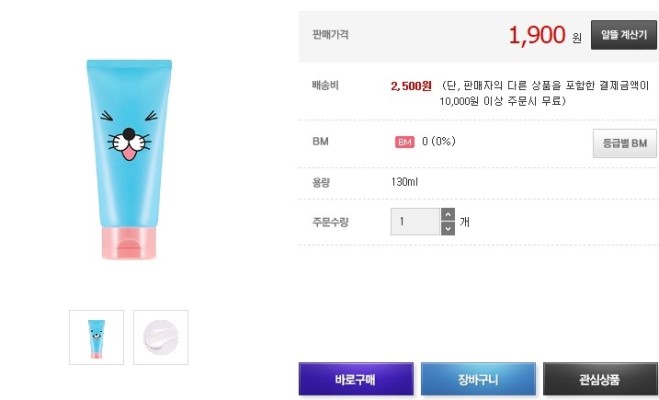 판매가격 1,900 원 알뜰 계산기
배송비 2,500원 (단, 판매자의 다른 상품을 포함한 결제금액이
10,000원 이상 주문시 무료)
BM BM 0 (0%) 등급별 BM
용량 130ml
주문수량 1 개
바로구매 장바구니 관심상품